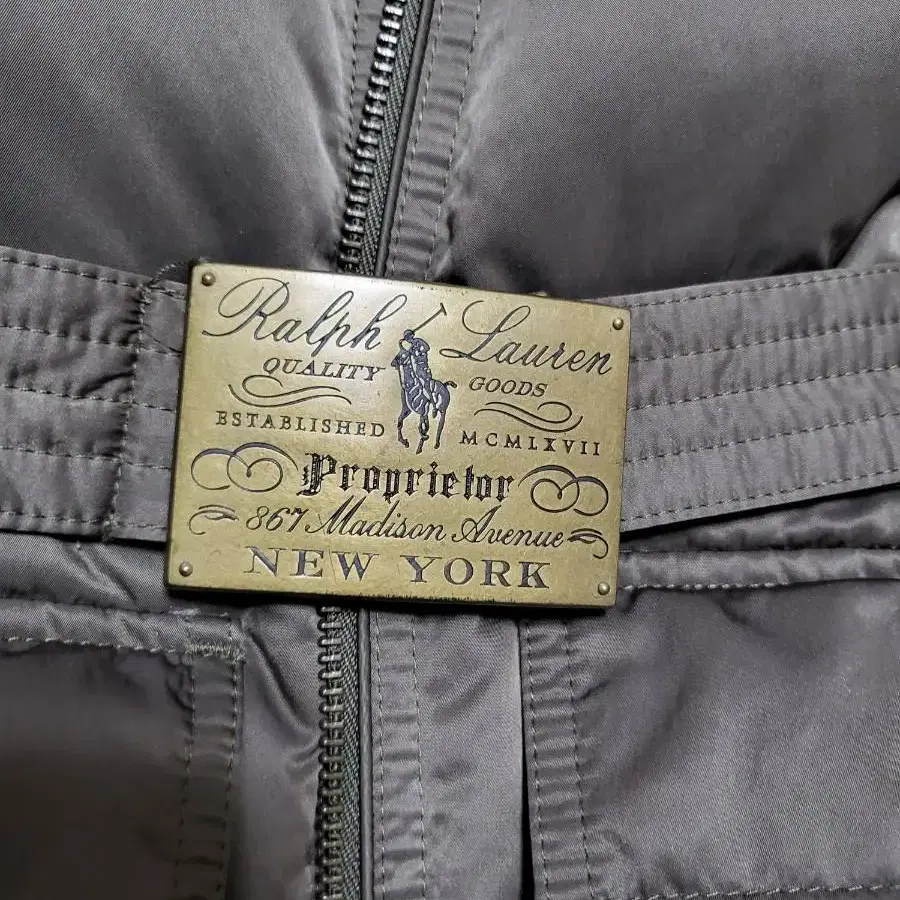 Ralph Lauren
QUALITY GOODS
ESTABLISHED MCMLXVII
Proprietor
867 Madison Avenue
NEW YORK